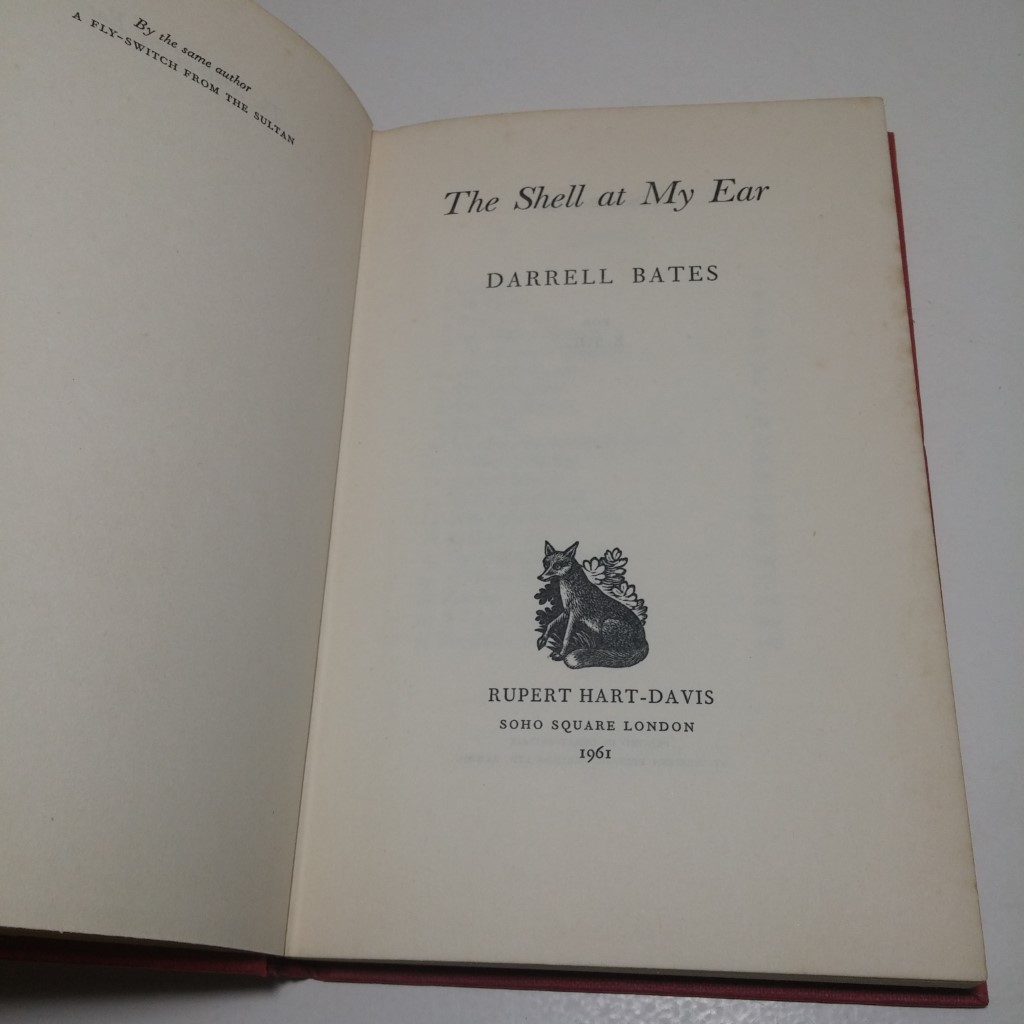 By the same author
A FLY-SWITCH FROM THE SULTAN
The Shell at My Ear
DARRELL BATES
RUPERT HART-DAVIS
SOHO SQUARE LONDON
1961